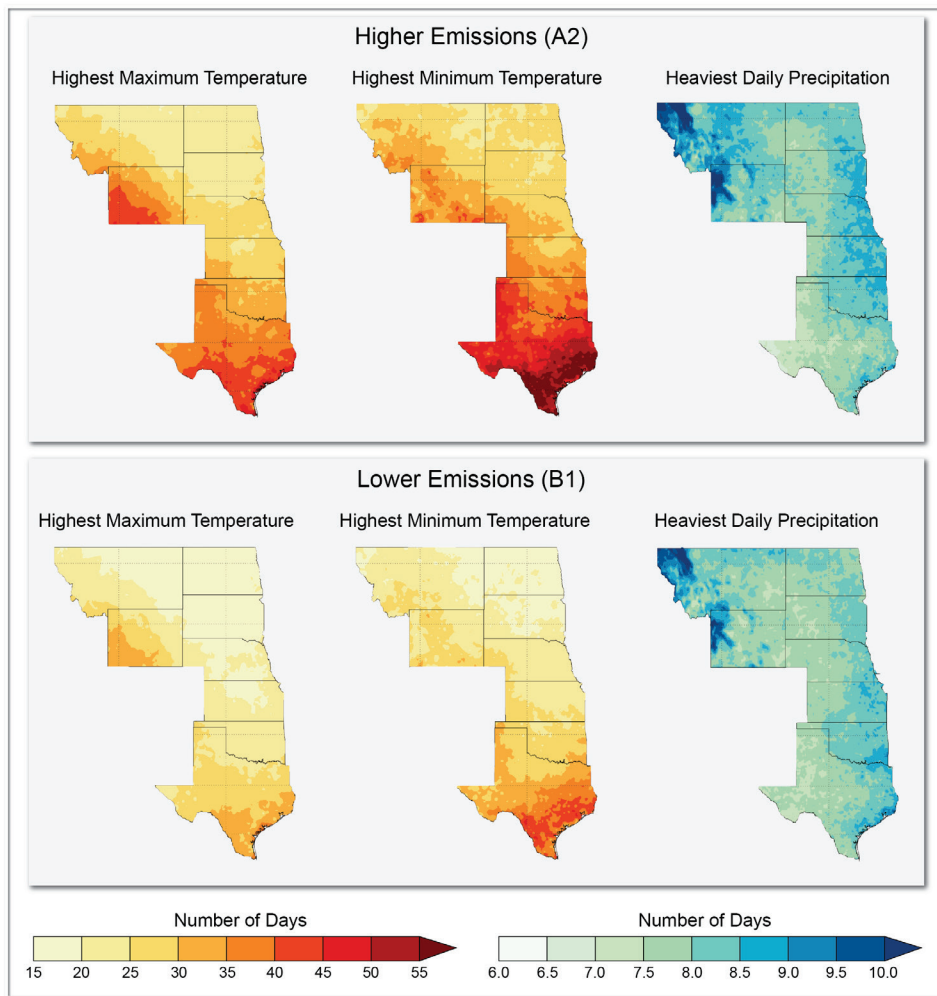 Higher Emissions (A2)
Highest Maximum Temperature
Highest Minimum Temperature
Heaviest Daily Precipitation
Lower Emissions (B1)
Highest Maximum Temperature
Highest Minimum Temperature
Heaviest Daily Precipitation
Number of Days
15 20 25 30 35 40 45 50 55
Number of Days
6.0 6.5 7.0 7.5 8.0 8.5 9.0 9.5 10.0